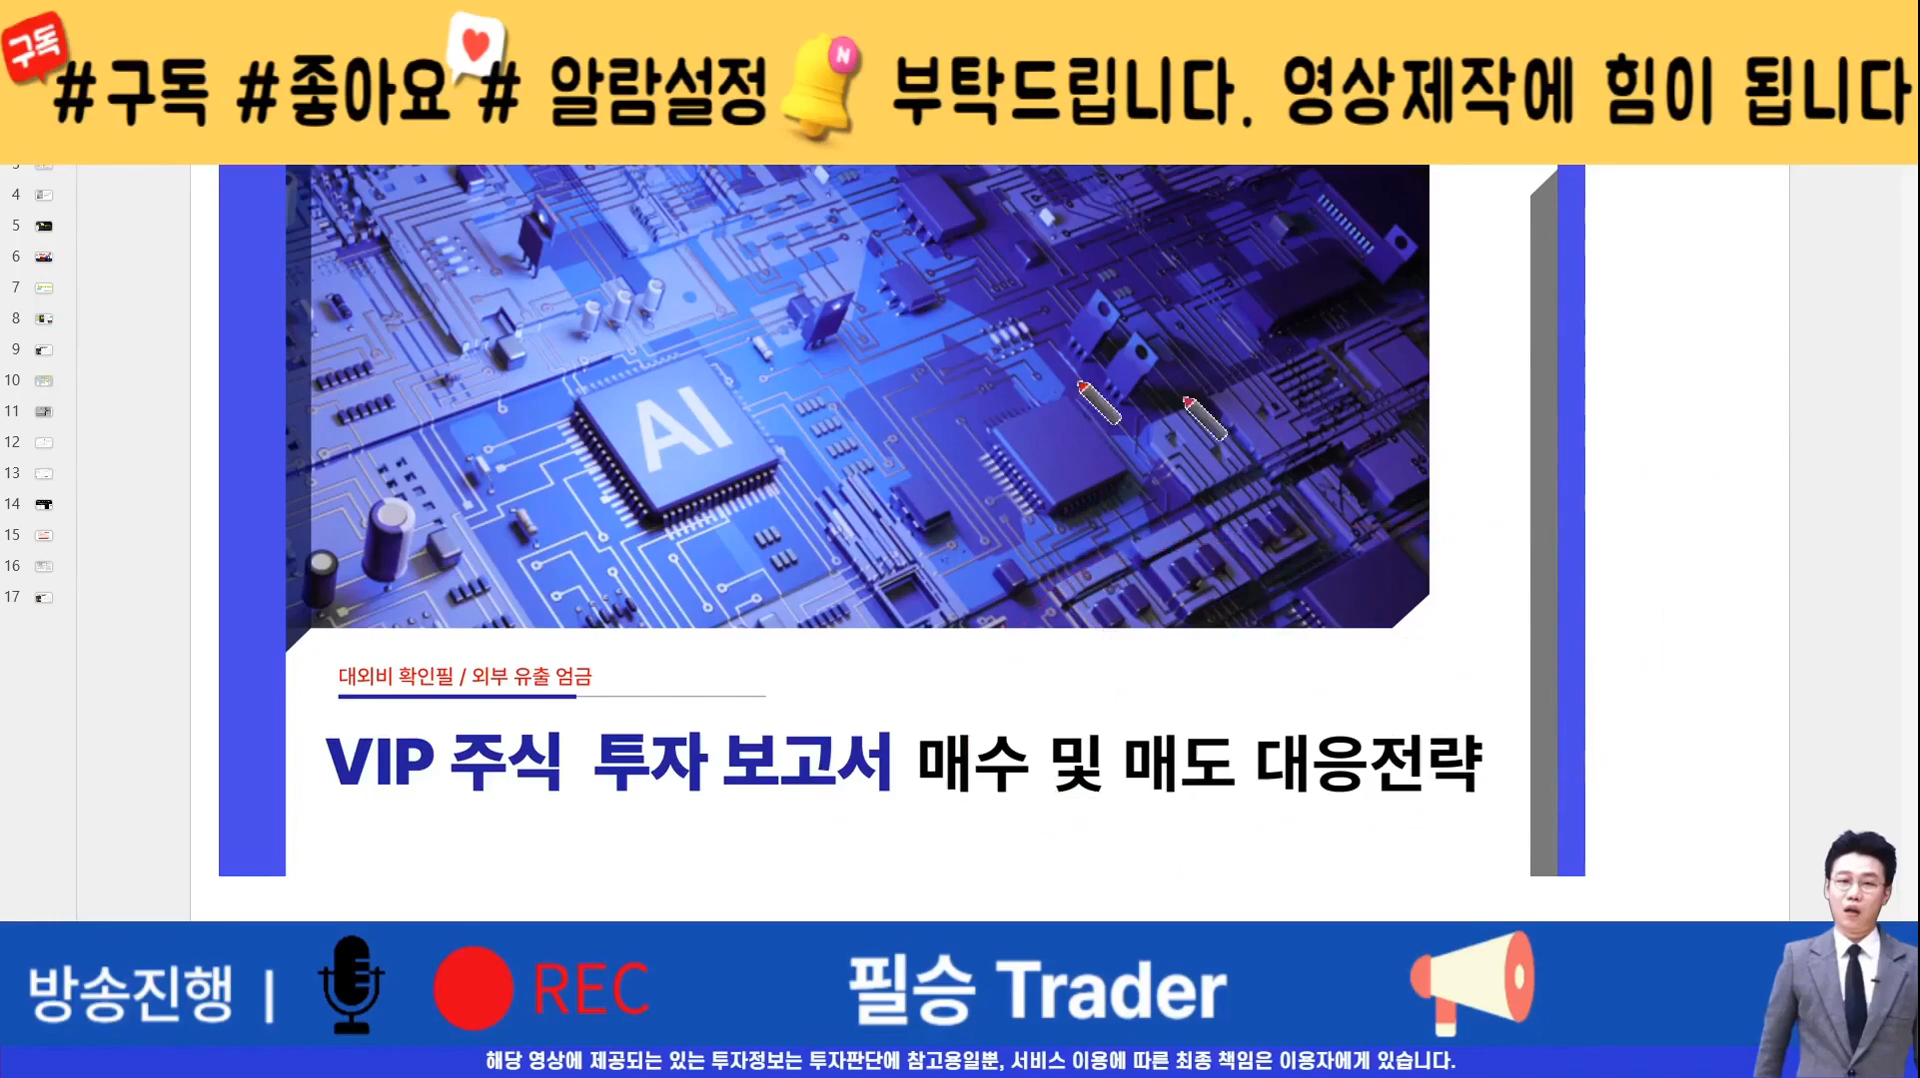 구독
#구독 #좋아요 # 알람설정 N 부탁드립니다. 영상제작에 힘이 됩니다
4
5
6
7
8
9
10
11
12
13
14
15
16
17
AI
대외비 확인필 / 외부 유출 엄금
VIP 주식 투자 보고서 매수 및 매도 대응전략
방송진행 | REC 필승 Trader
해당 영상에 제공되는 있는 투자정보는 투자판단에 참고용일뿐, 서비스 이용에 따른 최종 책임은 이용자에게 있습니다.